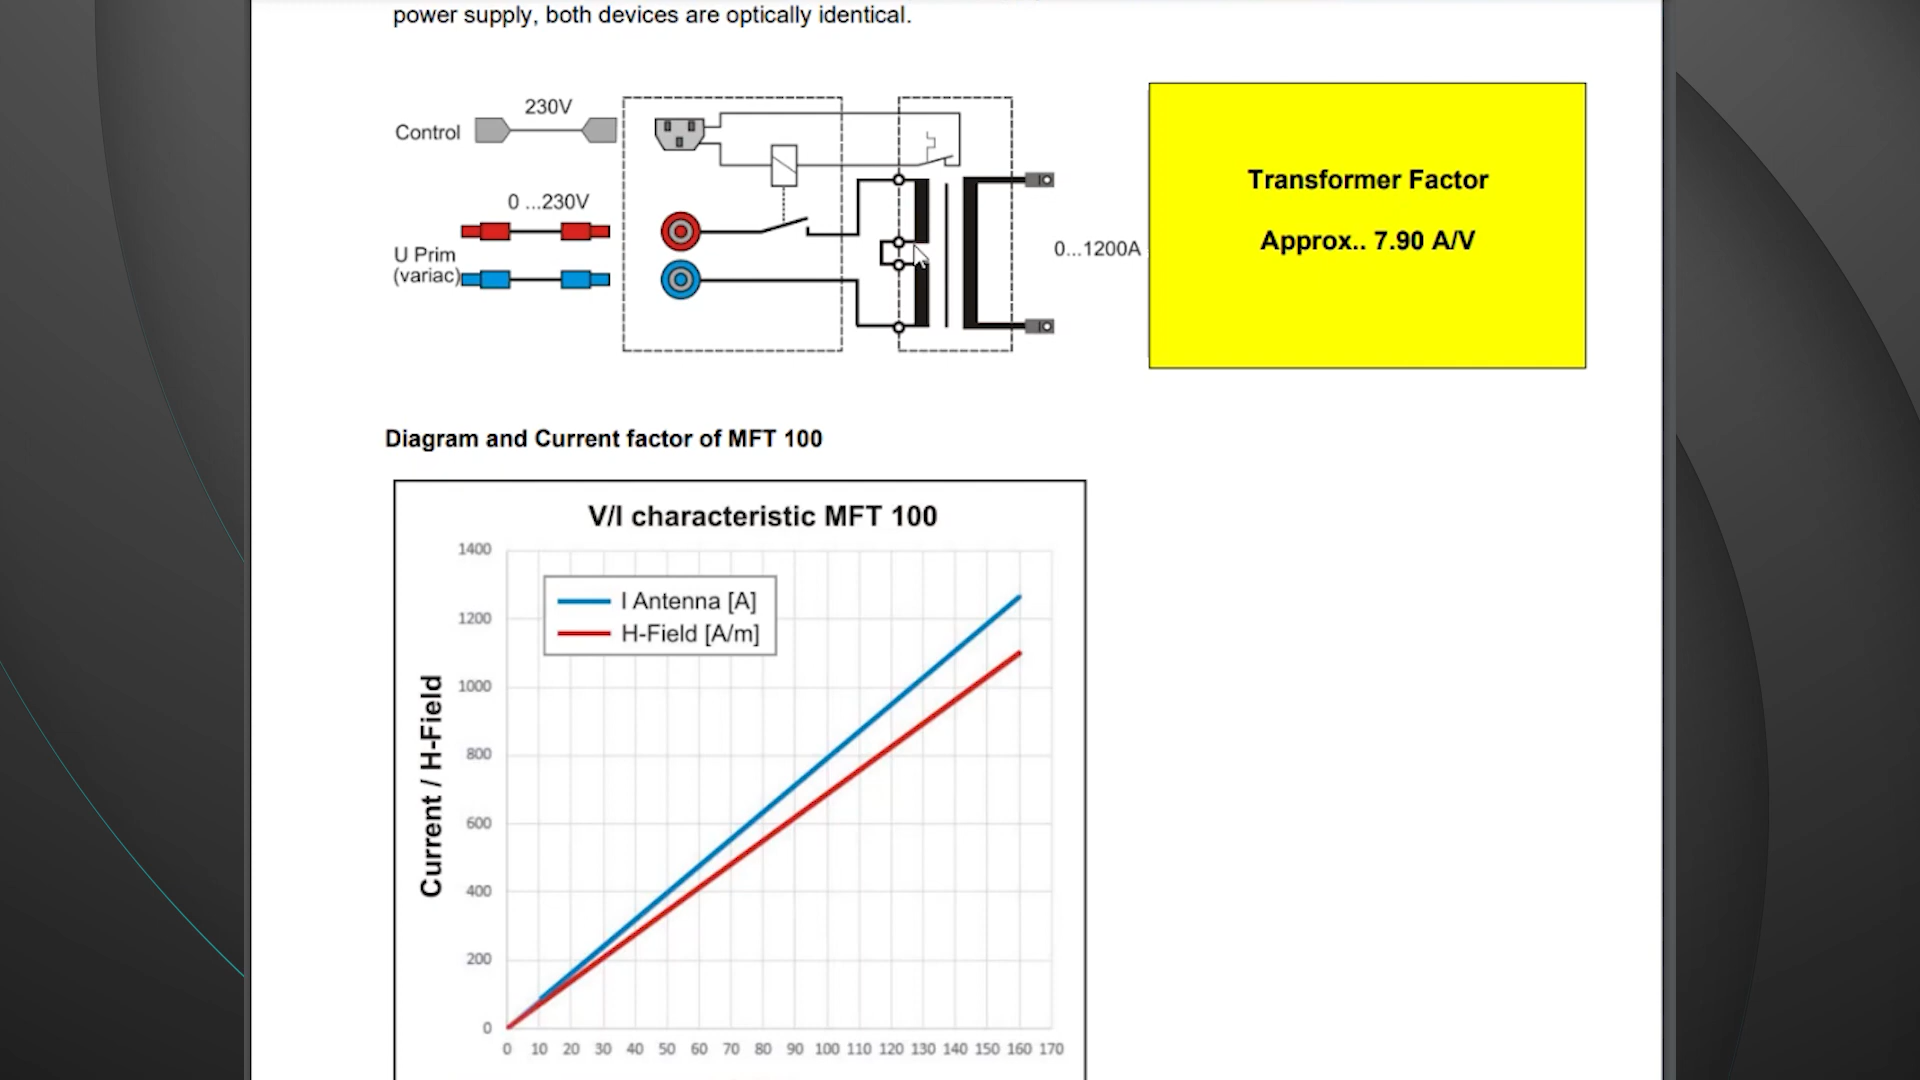 power supply, both devices are optically identical.
230V
Control
0 ...230V
U Prim
(variac)
0...1200A
Transformer Factor
Approx.. 7.90 A/V
Diagram and Current factor of MFT 100
V/I characteristic MFT 100
I Antenna [A]
H-Field [A/m]
Current / H-Field
1400
1200
1000
800
600
400
200
0
0 10 20 30 40 50 60 70 80 90 100 110 120 130 140 150 160 170